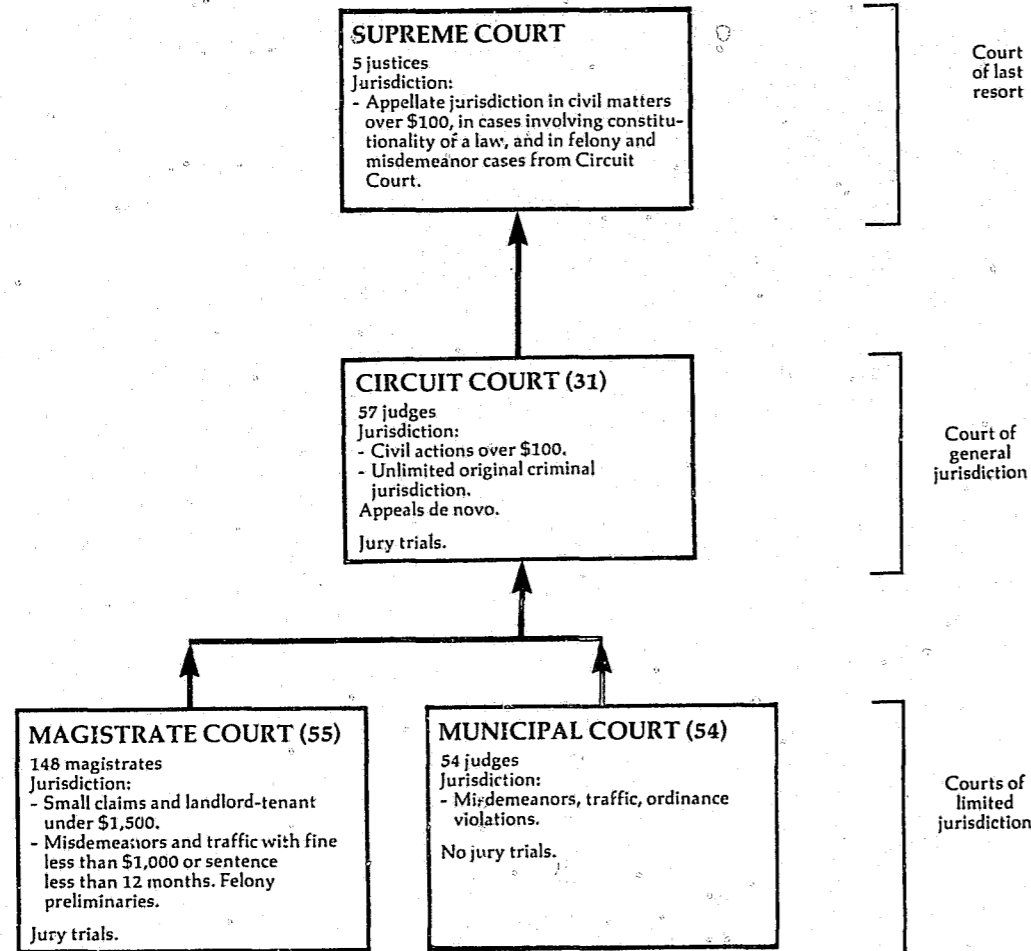 SUPREME COURT
5 justices
Jurisdiction:
- Appellate jurisdiction in civil matters
over $100, in cases involving constitu-
tionality of a law, and in felony and
misdemeanor cases from Circuit
Court.
Court
of last
resort
CIRCUIT COURT (31)
57 judges
Jurisdiction:
- Civil actions over $100.
- Unlimited original criminal
jurisdiction.
Appeals de novo.
Jury trials.
Court of
general
jurisdiction
MAGISTRATE COURT (55)
148 magistrates
Jurisdiction:
- Small claims and landlord-tenant
under $1,500.
- Misdemeanors and traffic with fine
less than $1,000 or sentence
less than 12 months. Felony
preliminaries.
Jury trials.
MUNICIPAL COURT (54)
54 judges
Jurisdiction:
- Mirdemeanors, traffic, ordinance
violations.
No jury trials.
Courts of
limited
jurisdiction